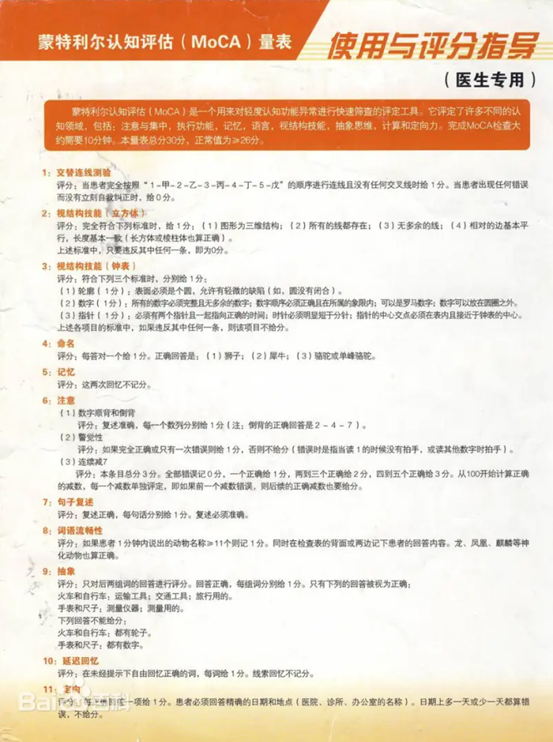 蒙特利尔认知评估（MoCA）量表
使用与评分指导
（医生专用）
蒙特利尔认知评估（MoCA）是一个用来对轻度认知功能异常进行快速筛查的评定工具。它评定了许多不同的认
知领域，包括：注意与集中，执行功能，记忆，语言，视结构技能，抽象思维，计算和定向力。完成MoCA检查大
约需要10分钟。本量表总分30分，正常值为≥26分。
1：交替连线测验
评分：当患者完全按照“1-甲-2-乙-3-丙-4-丁-5-戊”的顺序进行连线且没有任何交叉线时给1分。当患者出现任何错误
而没有立刻自我纠正时，给0分。
2：视结构技能（立方体）
评分：完全符合下列标准时，给1分；（1）图形为三维结构；（2）所有的线都存在；（3）无多余的线；（4）相对的边基本平
行，长度基本一致（长方体或棱柱体也算正确）。
上述标准中，只要违反其中任何一条，即为0分。
3：视结构技能（钟表）
评分：符合下列三个标准时，分别给1分；
（1）轮廓（1分）；表面必须是个圆，允许有轻微的缺陷（如，圆没有闭合）。
（2）数字（1分）；所有的数字必须完整且无多余的数字；数字顺序必须正确且在所属的象限内；可以是罗马数字；数字可以放在圆圈之外。
（3）指针（1分）；必须有两个指针且一起指向正确的时间；时针必须明显短于分针；指针的中心交点必须在表内且接近于钟表的中心。
上述各项目的标准中，如果违反其中任何一条，则该项目不给分。
4：命名
评分：每答对一个给1分。正确回答是：（1）狮子；（2）犀牛；（3）骆驼或单峰骆驼。
5：记忆
评分：这两次回忆不记分。
6：注意
（1）数字顺背和倒背
评分：复述准确，每一个数列分别给1分（注：倒背的正确回答是2-4-7）。
（2）警觉性
评分：如果完全正确或只有一次错误则给1分，否则不给分（错误时是指当读1的时候没有拍手，或读其他数字时拍手）。
（3）连续减7
评分：本条目总分3分。全部错误记0分，一个正确给1分，两到三个正确给2分，四到五个正确给3分。从100开始计算正确
的减数，每一个减数单独评定，即如果前一个减数错误，则后续的正确减数也要给分。
7：句子复述
评分：复述正确，每句话分别给1分。复述必须准确。
8：词语流畅性
评分：如果患者1分钟内说出的动物名称≥11个则记1分。同时在检查表的背面或两边记下患者的回答内容。龙、凤凰、麒麟等神
化动物也算正确。
9：抽象
评分：只对后两组词的回答进行评分。回答正确，每组词分别给1分。只有下列的回答被视为正确：
火车和自行车：运输工具；交通工具；旅行用的。
手表和尺子：测量仪器；测量用的。
下列回答不能给分：
火车和自行车：都有轮子。
手表和尺子：都有数字。
10：延迟回忆
评分：在未经提示下自由回忆正确的词，每词给1分。线索回忆不记分。
11：定向
评分：每正确回答一项给1分。患者必须回答精确的日期和地点（医院、诊所、办公室的名称）。日期上多一天或少一天都算错
误，不给分。
Baidu百科